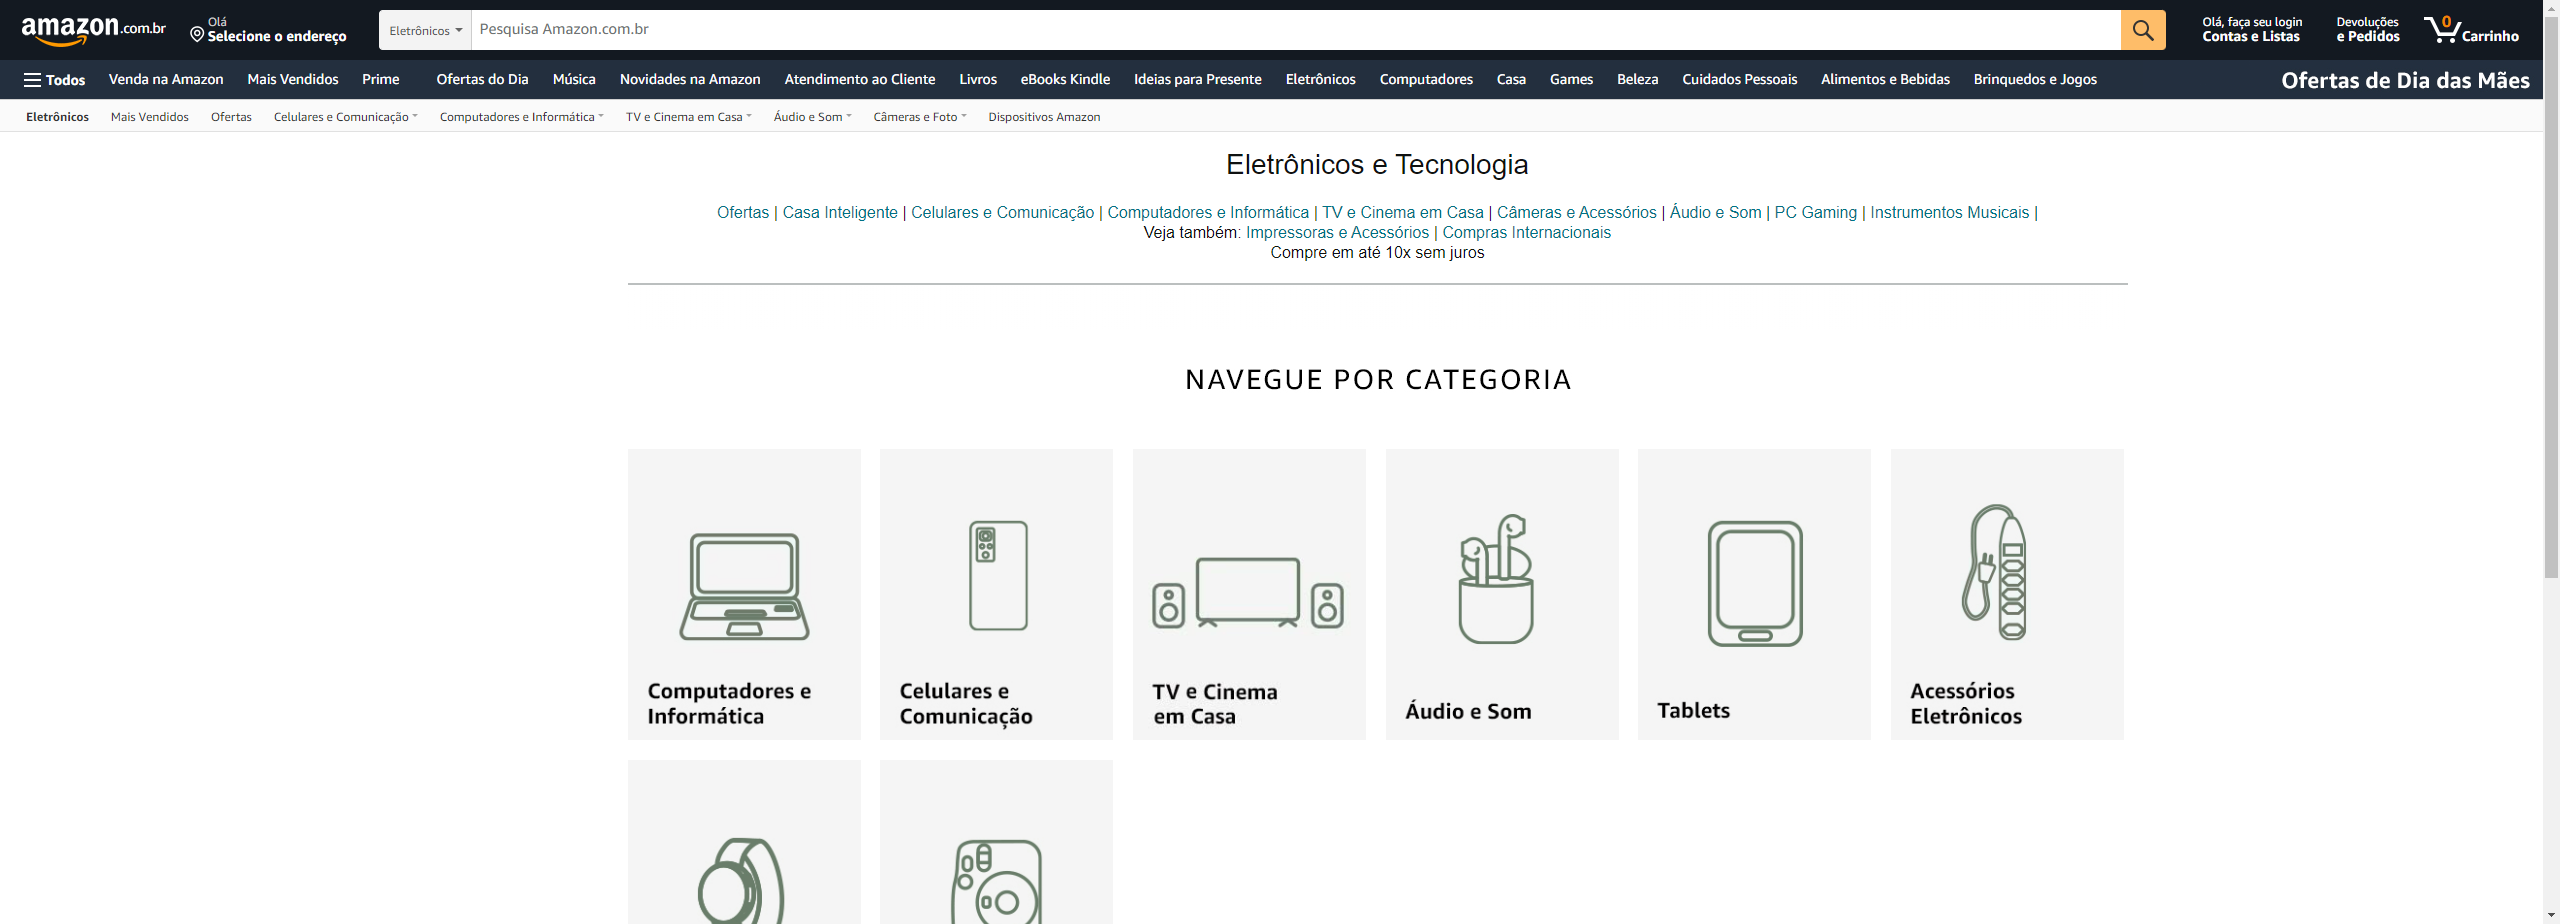 amazon.com.br
Olá
Selecione o endereço
Eletrônicos
Pesquisa Amazon.com.br
Olá, faça seu login
Contas e Listas
Devoluções
e Pedidos
0
Carrinho
Todos
Venda na Amazon
Mais Vendidos
Prime
Ofertas do Dia
Música
Novidades na Amazon
Atendimento ao Cliente
Livros
eBooks Kindle
Ideias para Presente
Eletrônicos
Computadores
Casa
Games
Beleza
Cuidados Pessoais
Alimentos e Bebidas
Brinquedos e Jogos
Ofertas de Dia das Mães
Eletrônicos
Mais Vendidos
Ofertas
Celulares e Comunicação
Computadores e Informática
TV e Cinema em Casa
Áudio e Som
Câmeras e Foto
Dispositivos Amazon
Eletrônicos e Tecnologia
Ofertas | Casa Inteligente | Celulares e Comunicação | Computadores e Informática | TV e Cinema em Casa | Câmeras e Acessórios | Áudio e Som | PC Gaming | Instrumentos Musicais |
Veja também: Impressoras e Acessórios | Compras Internacionais
Compre em até 10x sem juros
NAVEGUE POR CATEGORIA
Computadores e
Informática
Celulares e
Comunicação
TV e Cinema
em Casa
Áudio e Som
Tablets
Acessórios
Eletrônicos